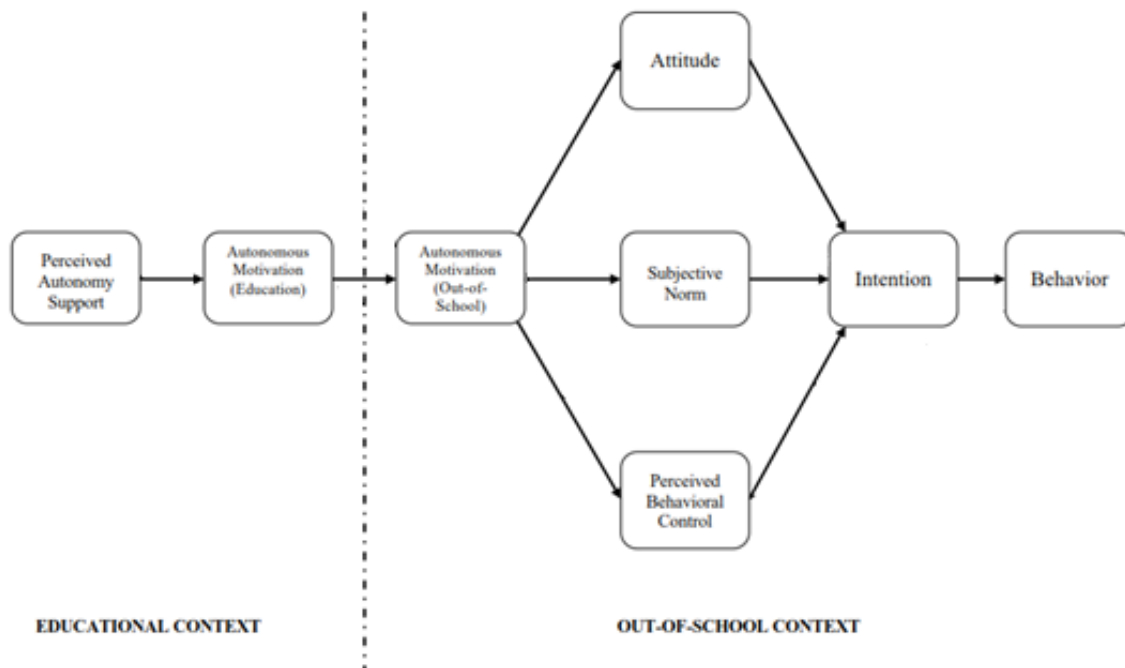 Attitude
Perceived
Autonomy
Support
Autonomous
Motivation
(Education)
Autonomous
Motivation
(Out-of-
School)
Subjective
Norm
Intention
Behavior
Perceived
Behavioral
Control
EDUCATIONAL CONTEXT
OUT-OF-SCHOOL CONTEXT